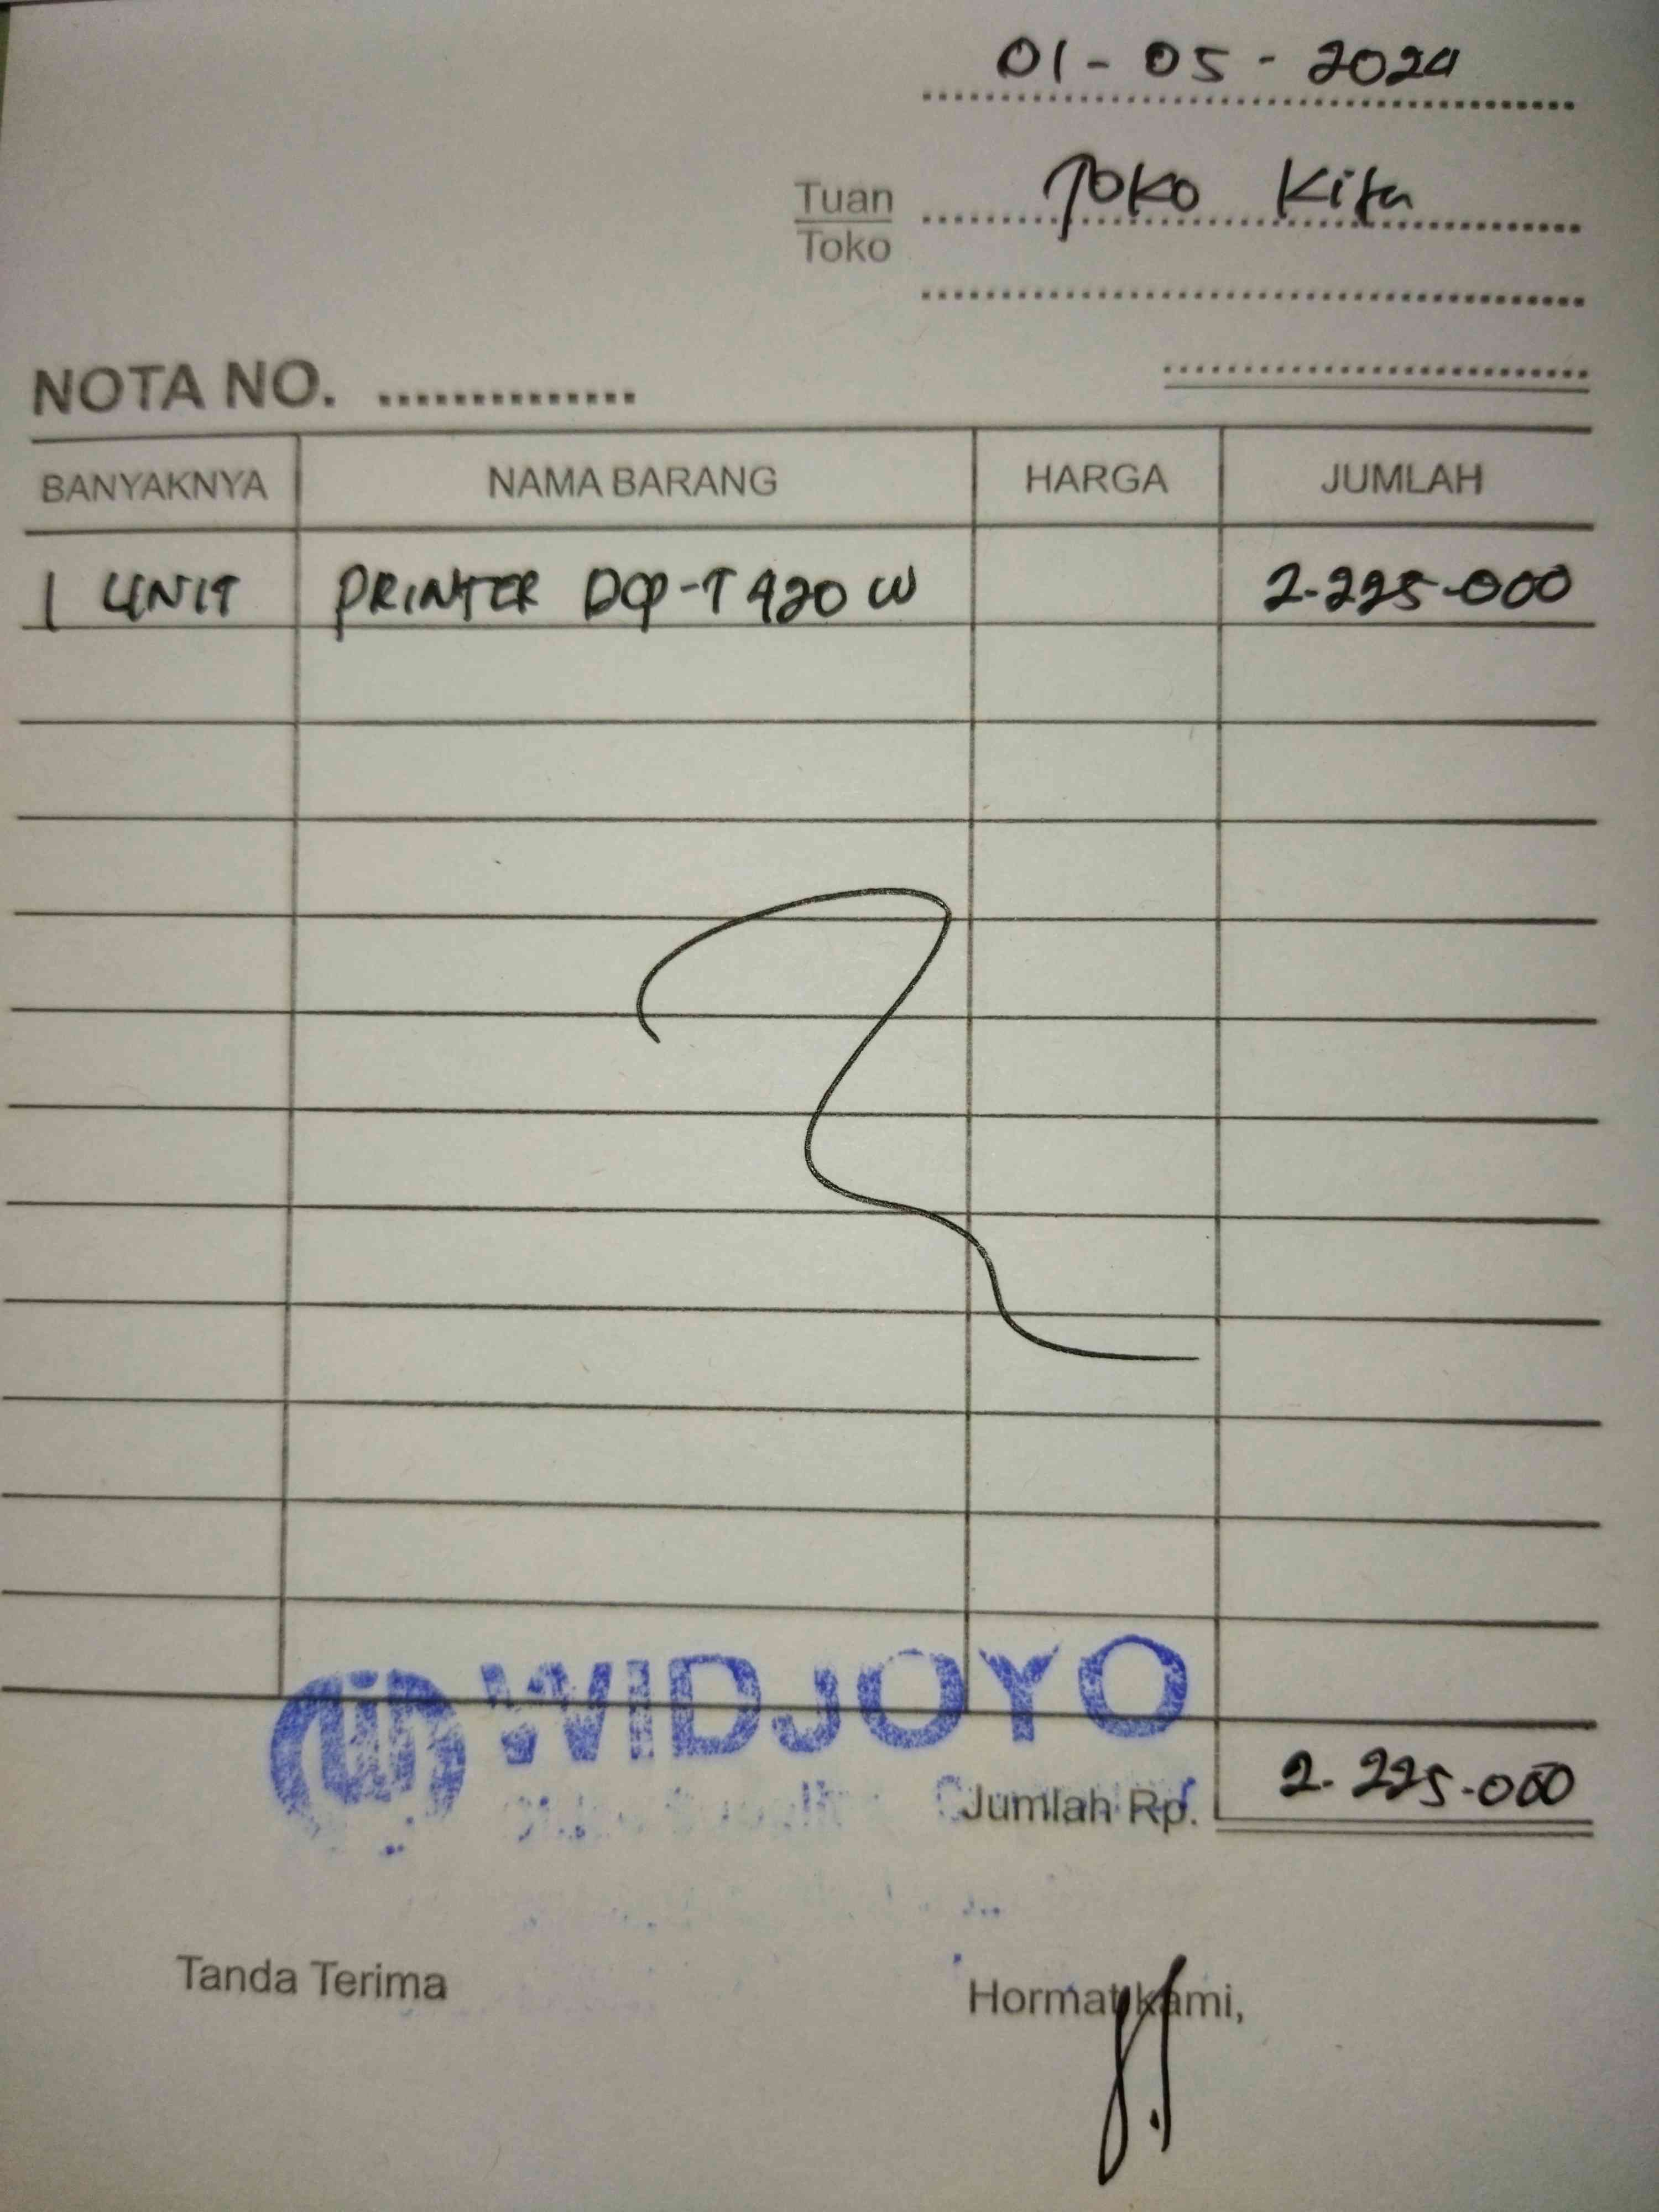 01 - 05 - 2024
Tuan Toko Kita
Toko
NOTA NO.
BANYAKNYA NAMA BARANG HARGA JUMLAH
1 UNIT PRINTER DCP-T420W 2.225.000
WIDJOYO
Jumlah Rp. 2.225.000
Tanda Terima Hormat kami,